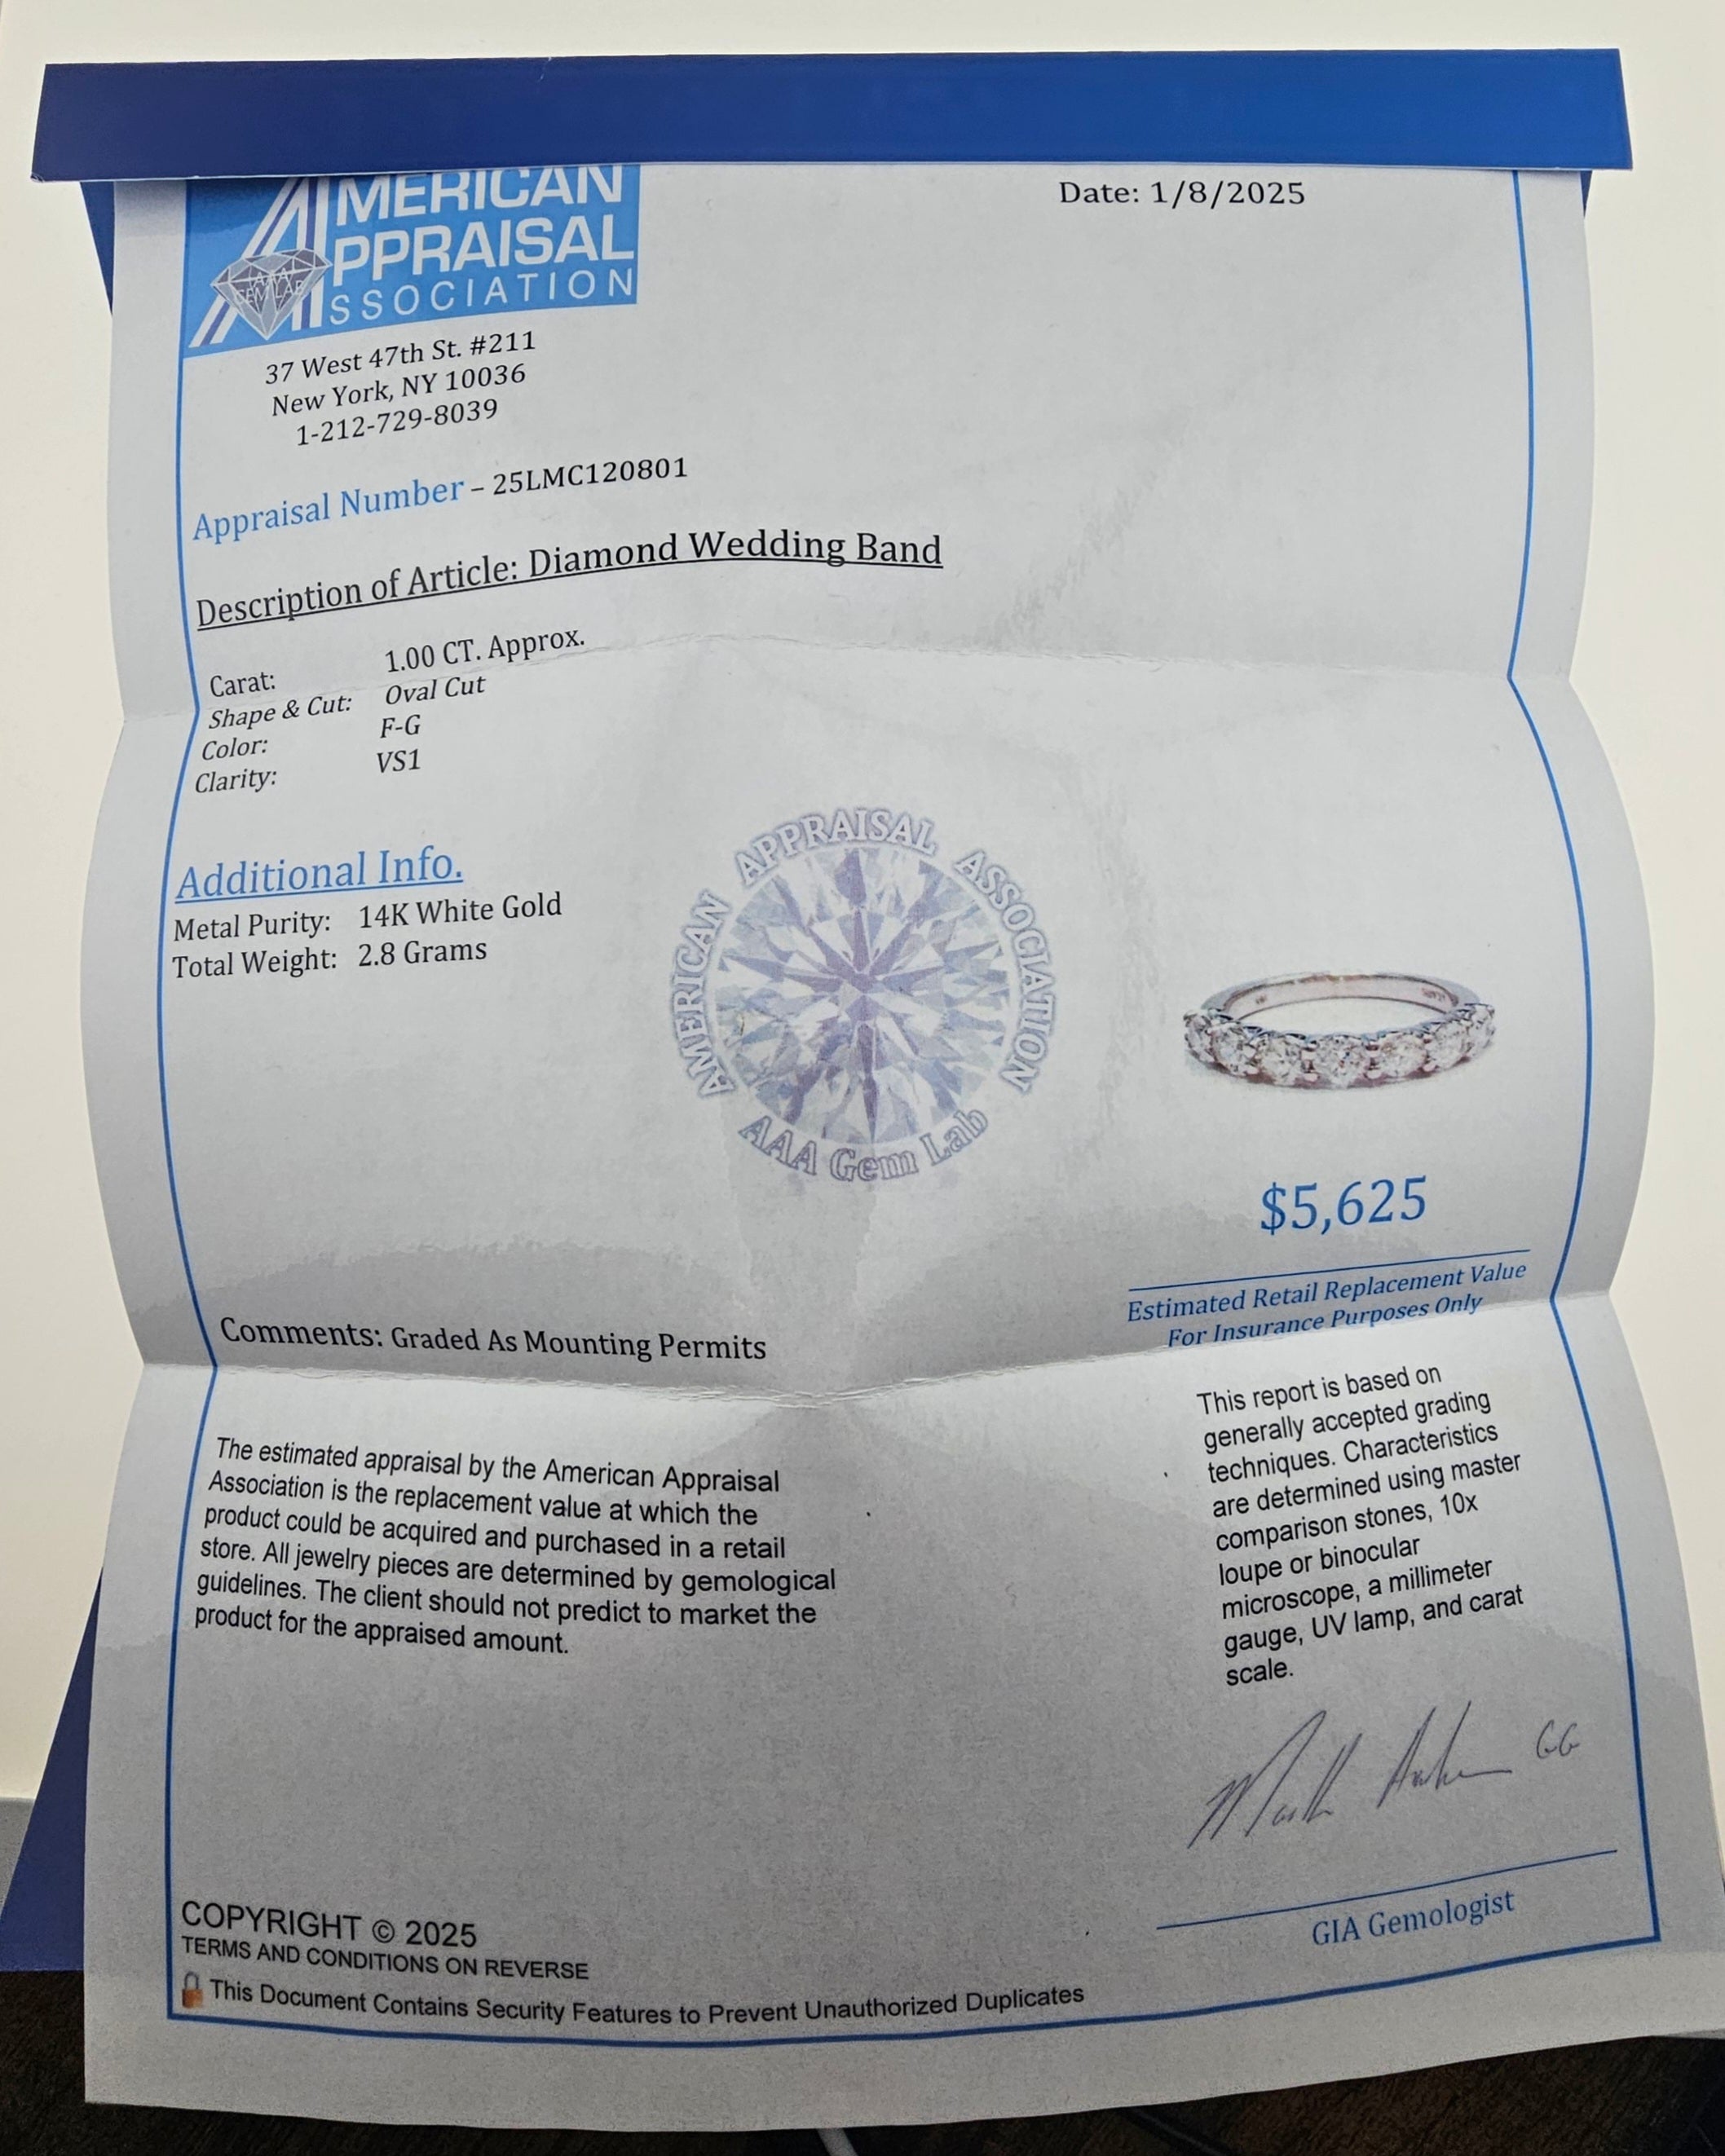 AMERICAN
APPRAISAL
ASSOCIATION
AAA
GEM LAB
Date: 1/8/2025
37 West 47th St. #211
New York, NY 10036
1-212-729-8039
Appraisal Number – 25LMC120801
Description of Article: Diamond Wedding Band
Carat: 1.00 CT. Approx.
Shape & Cut: Oval Cut
Color: F-G
Clarity: VS1
Additional Info.
Metal Purity: 14K White Gold
Total Weight: 2.8 Grams
AMERICAN APPRAISAL ASSOCIATION
AAA Gem Lab
$5,625
Estimated Retail Replacement Value
For Insurance Purposes Only
Comments: Graded As Mounting Permits
The estimated appraisal by the American Appraisal
Association is the replacement value at which the
product could be acquired and purchased in a retail
store. All jewelry pieces are determined by gemological
guidelines. The client should not predict to market the
product for the appraised amount.
This report is based on
generally accepted grading
techniques. Characteristics
are determined using master
comparison stones, 10x
loupe or binocular
microscope, a millimeter
gauge, UV lamp, and carat
scale.
GG
GIA Gemologist
COPYRIGHT © 2025
TERMS AND CONDITIONS ON REVERSE
This Document Contains Security Features to Prevent Unauthorized Duplicates